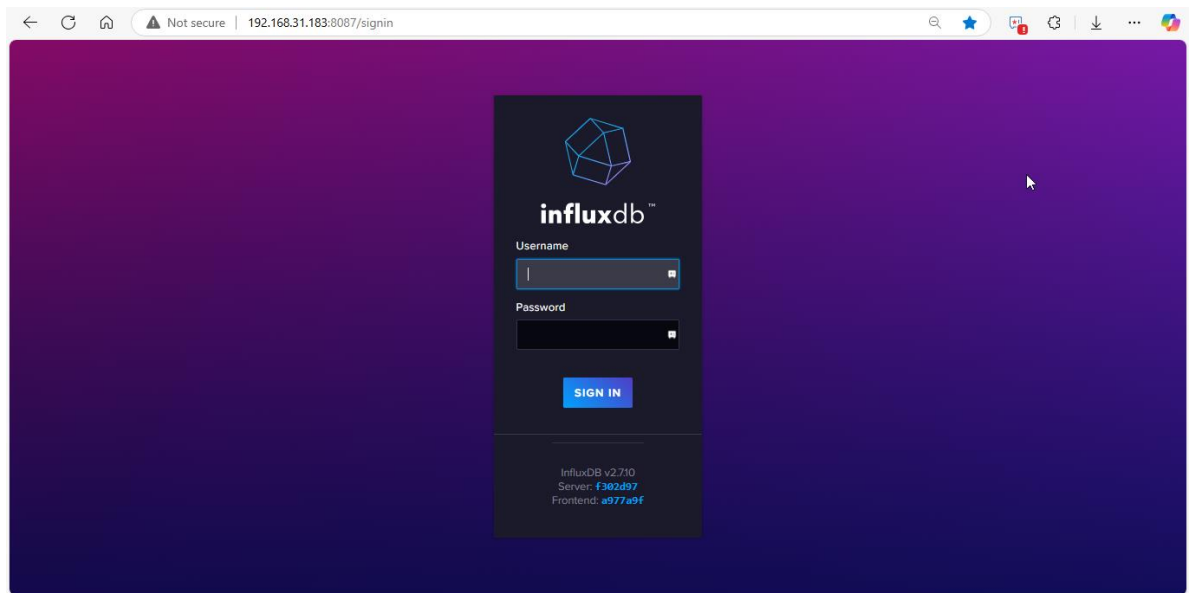 Not secure | 192.168.31.183:8087/signin
influxdb™
Username
Password
SIGN IN
InfluxDB v2.7.10
Server: f302d97
Frontend: a977a9f